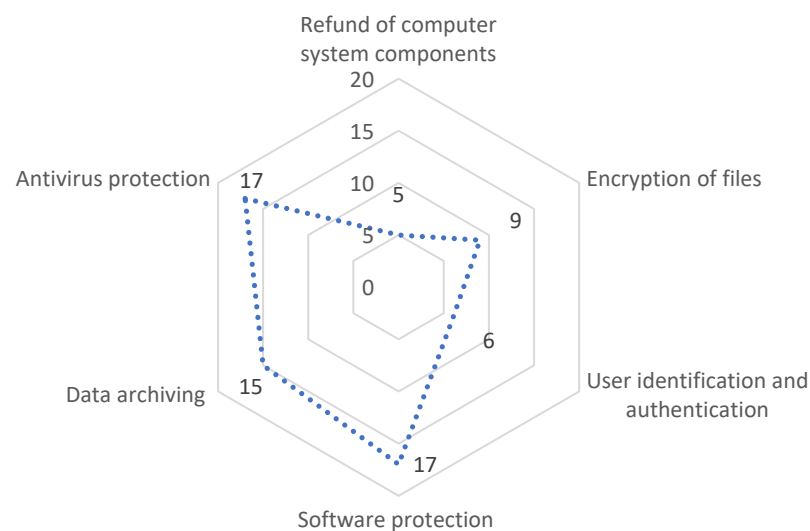 Refund of computer
system components
20
15
Antivirus protection
17
10
5
Encryption of files
9
5
0
6
User identification and
authentication
Data archiving
15
17
Software protection